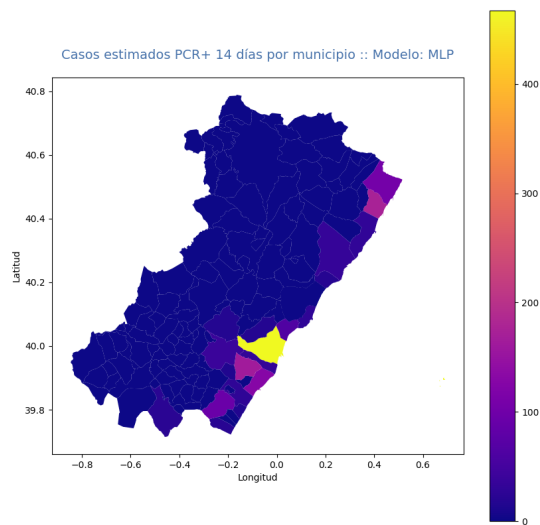 Casos estimados PCR+ 14 días por municipio :: Modelo: MLP
40.8
40.6
40.4
40.2
40.0
39.8
Latitud
−0.8 −0.6 −0.4 −0.2 0.0 0.2 0.4 0.6
Longitud
400
300
200
100
0